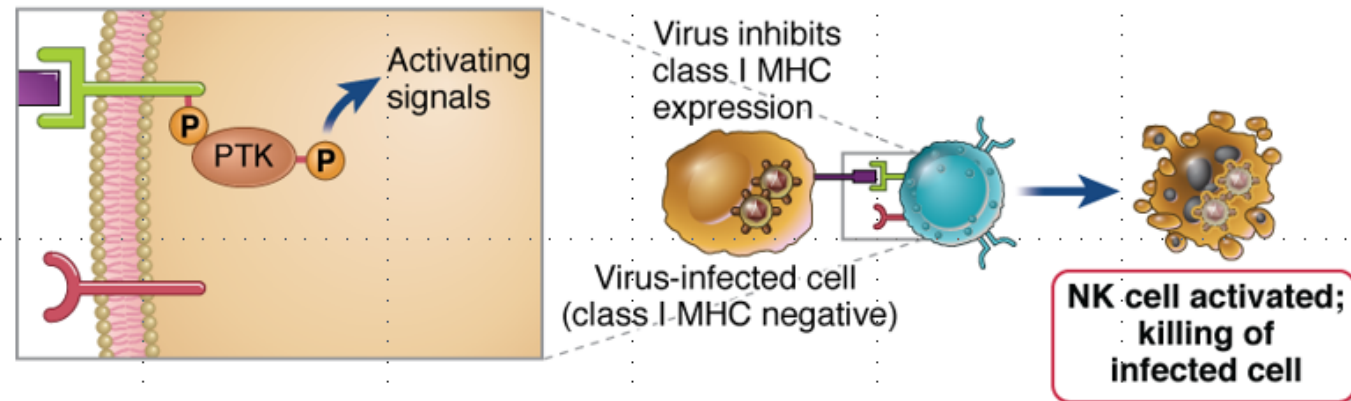 Activating
signals
P
PTK
P
Virus inhibits
class I MHC
expression
Virus-infected cell
(class I MHC negative)
NK cell activated;
killing of
infected cell